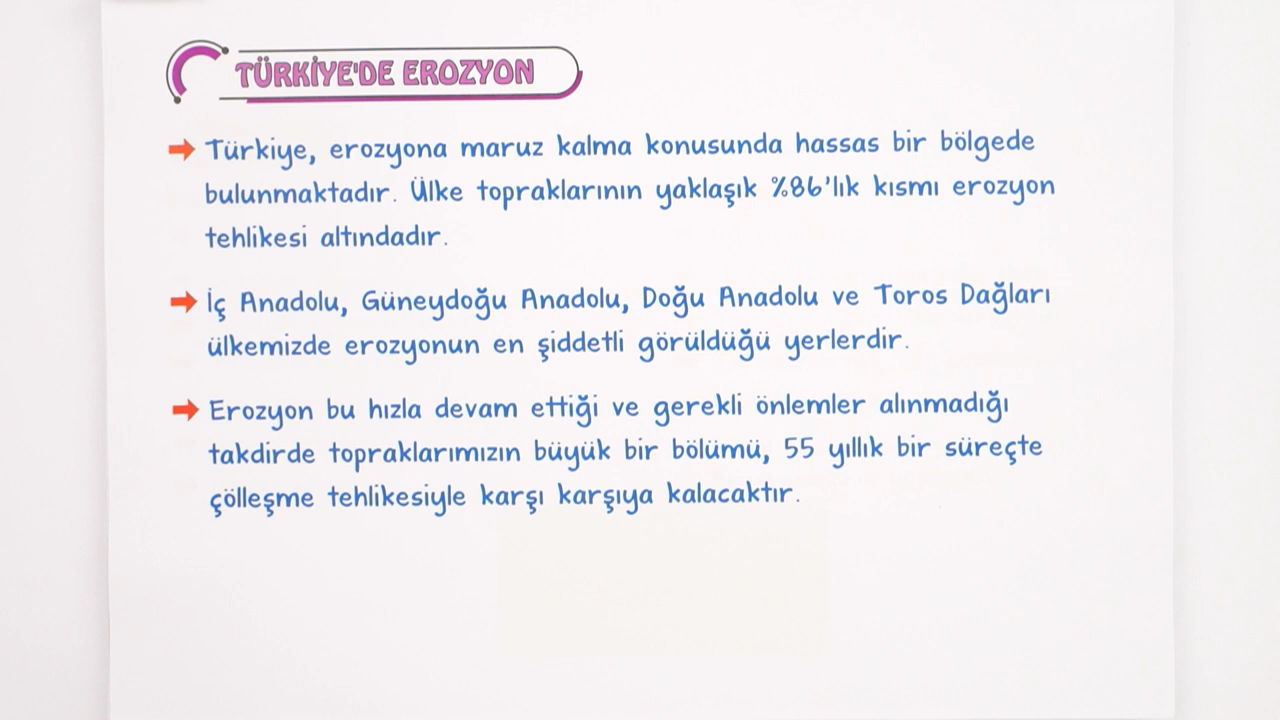 TÜRKİYE'DE EROZYON
Türkiye, erozyona maruz kalma konusunda hassas bir bölgede
bulunmaktadır. Ülke topraklarının yaklaşık %86'lık kısmı erozyon
tehlikesi altındadır.
İç Anadolu, Güneydoğu Anadolu, Doğu Anadolu ve Toros Dağları
ülkemizde erozyonun en şiddetli görüldüğü yerlerdir.
Erozyon bu hızla devam ettiği ve gerekli önlemler alınmadığı
takdirde topraklarımızın büyük bir bölümü, 55 yıllık bir süreçte
çölleşme tehlikesiyle karşı karşıya kalacaktır.